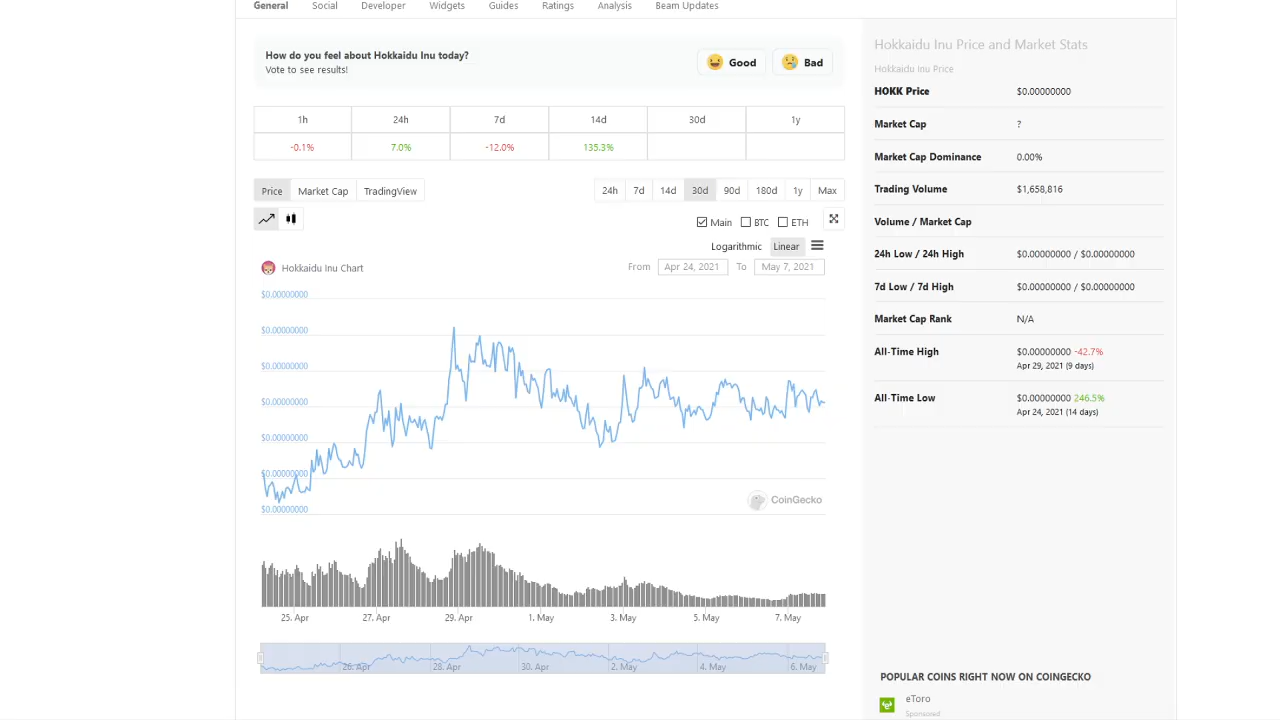 General Social Developer Widgets Guides Ratings Analysis Beam Updates
How do you feel about Hokkaidu Inu today?
Vote to see results!
Good Bad
1h 24h 7d 14d 30d 1y
-0.1% 7.0% -12.0% 135.3%
Price Market Cap TradingView
24h 7d 14d 30d 90d 180d 1y Max
Main BTC ETH
Logarithmic Linear
Hokkaidu Inu Chart
From Apr 24, 2021 To May 7, 2021
$0.00000000
$0.00000000
$0.00000000
$0.00000000
$0.00000000
$0.00000000
$0.00000000
CoinGecko
25. Apr 27. Apr 29. Apr 1. May 3. May 5. May 7. May
26. Apr 28. Apr 30. Apr 2. May 4. May 6. May
Hokkaidu Inu Price and Market Stats
Hokkaidu Inu Price
HOKK Price $0.00000000
Market Cap ?
Market Cap Dominance 0.00%
Trading Volume $1,658,816
Volume / Market Cap
24h Low / 24h High $0.00000000 / $0.00000000
7d Low / 7d High $0.00000000 / $0.00000000
Market Cap Rank N/A
All-Time High $0.00000000 -42.7%
Apr 29, 2021 (9 days)
All-Time Low $0.00000000 246.5%
Apr 24, 2021 (14 days)
POPULAR COINS RIGHT NOW ON COINGECKO
eToro
Sponsored